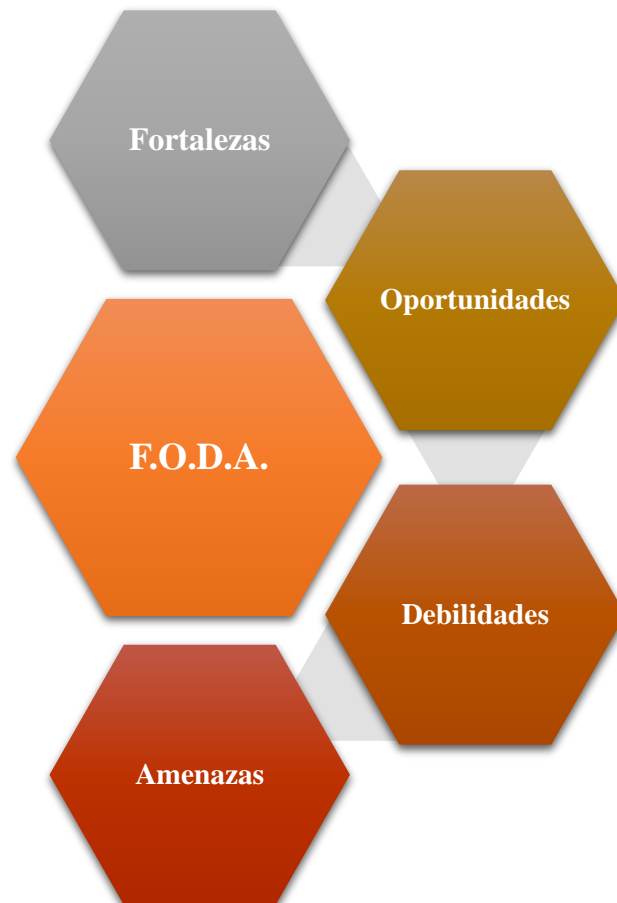 Fortalezas
Oportunidades
F.O.D.A.
Debilidades
Amenazas